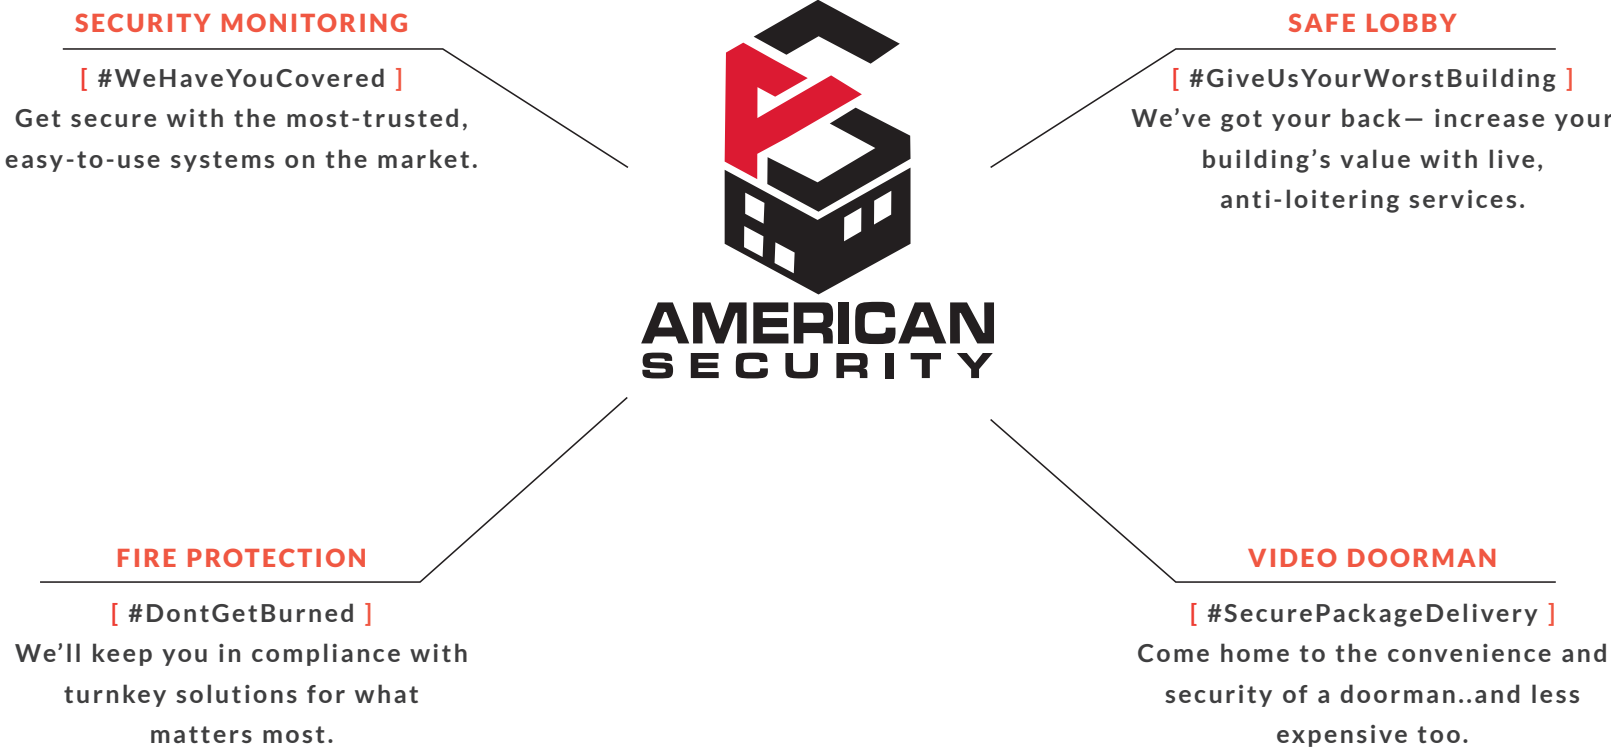 SECURITY MONITORING
[ #WeHaveYouCovered ]
Get secure with the most-trusted,
easy-to-use systems on the market.
SAFE LOBBY
[ #GiveUsYourWorstBuilding ]
We’ve got your back— increase your
building’s value with live,
anti-loitering services.
AMERICAN
SECURITY
FIRE PROTECTION
[ #DontGetBurned ]
We’ll keep you in compliance with
turnkey solutions for what
matters most.
VIDEO DOORMAN
[ #SecurePackageDelivery ]
Come home to the convenience and
security of a doorman..and less
expensive too.